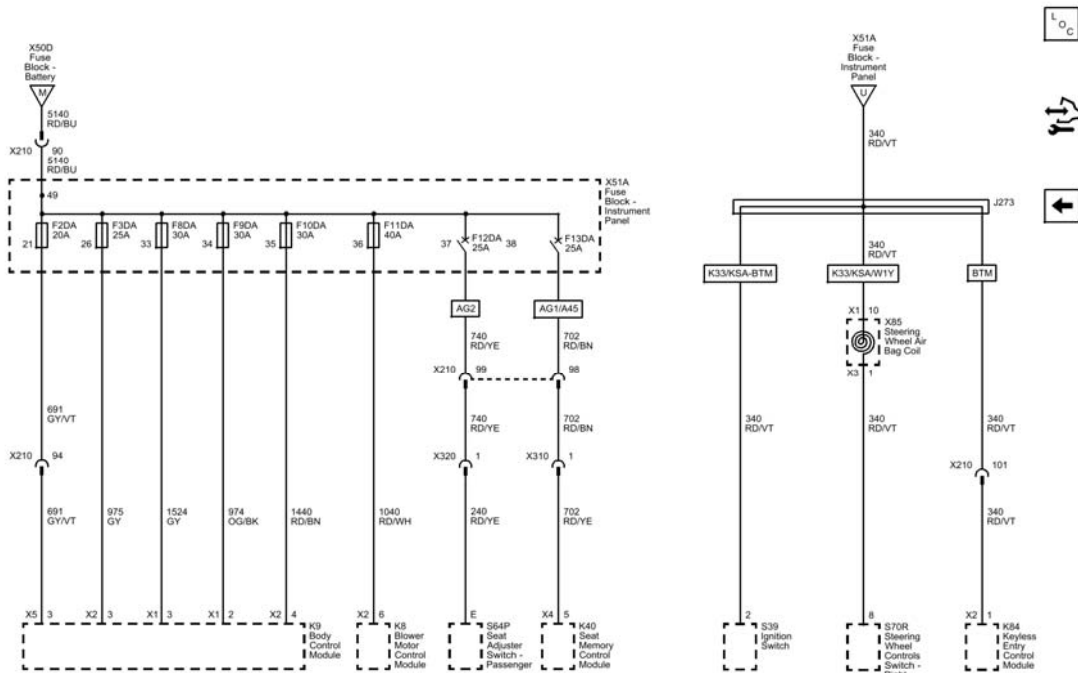 X50D
Fuse
Block -
Battery
M
5140
RD/BU
X210 90
5140
RD/BU
49
X51A
Fuse
Block -
Instrument
Panel
F2DA
20A
21
F3DA
25A
26
F8DA
30A
33
F9DA
30A
34
F10DA
30A
35
F11DA
40A
36
F12DA
25A
37
38
F13DA
25A
AG2
AG1/A45
740
RD/YE
702
RD/BN
X210 99
98
691
GY/VT
740
RD/YE
702
RD/BN
X210 94
X320 1
X310 1
691
GY/VT
975
GY
1524
GY
974
OG/BK
1440
RD/BN
1040
RD/WH
240
RD/YE
702
RD/YE
X5 3
X2 3
X1 3
X1 2
X2 4
X2 6
E
X4 5
K9
Body
Control
Module
K8
Blower
Motor
Control
Module
S64P
Seat
Adjuster
Switch -
Passenger
K40
Seat
Memory
Control
Module
X51A
Fuse
Block -
Instrument
Panel
U
340
RD/VT
J273
340
RD/VT
K33/KSA-BTM
K33/KSA/W1Y
BTM
X1 10
X85
Steering
Wheel Air
Bag Coil
X3 1
340
RD/VT
340
RD/VT
340
RD/VT
X210 101
340
RD/VT
2
8
X2 1
S39
Ignition
Switch
S70R
Steering
Wheel
Controls
Switch -
K84
Keyless
Entry
Control
Module
L
O
C